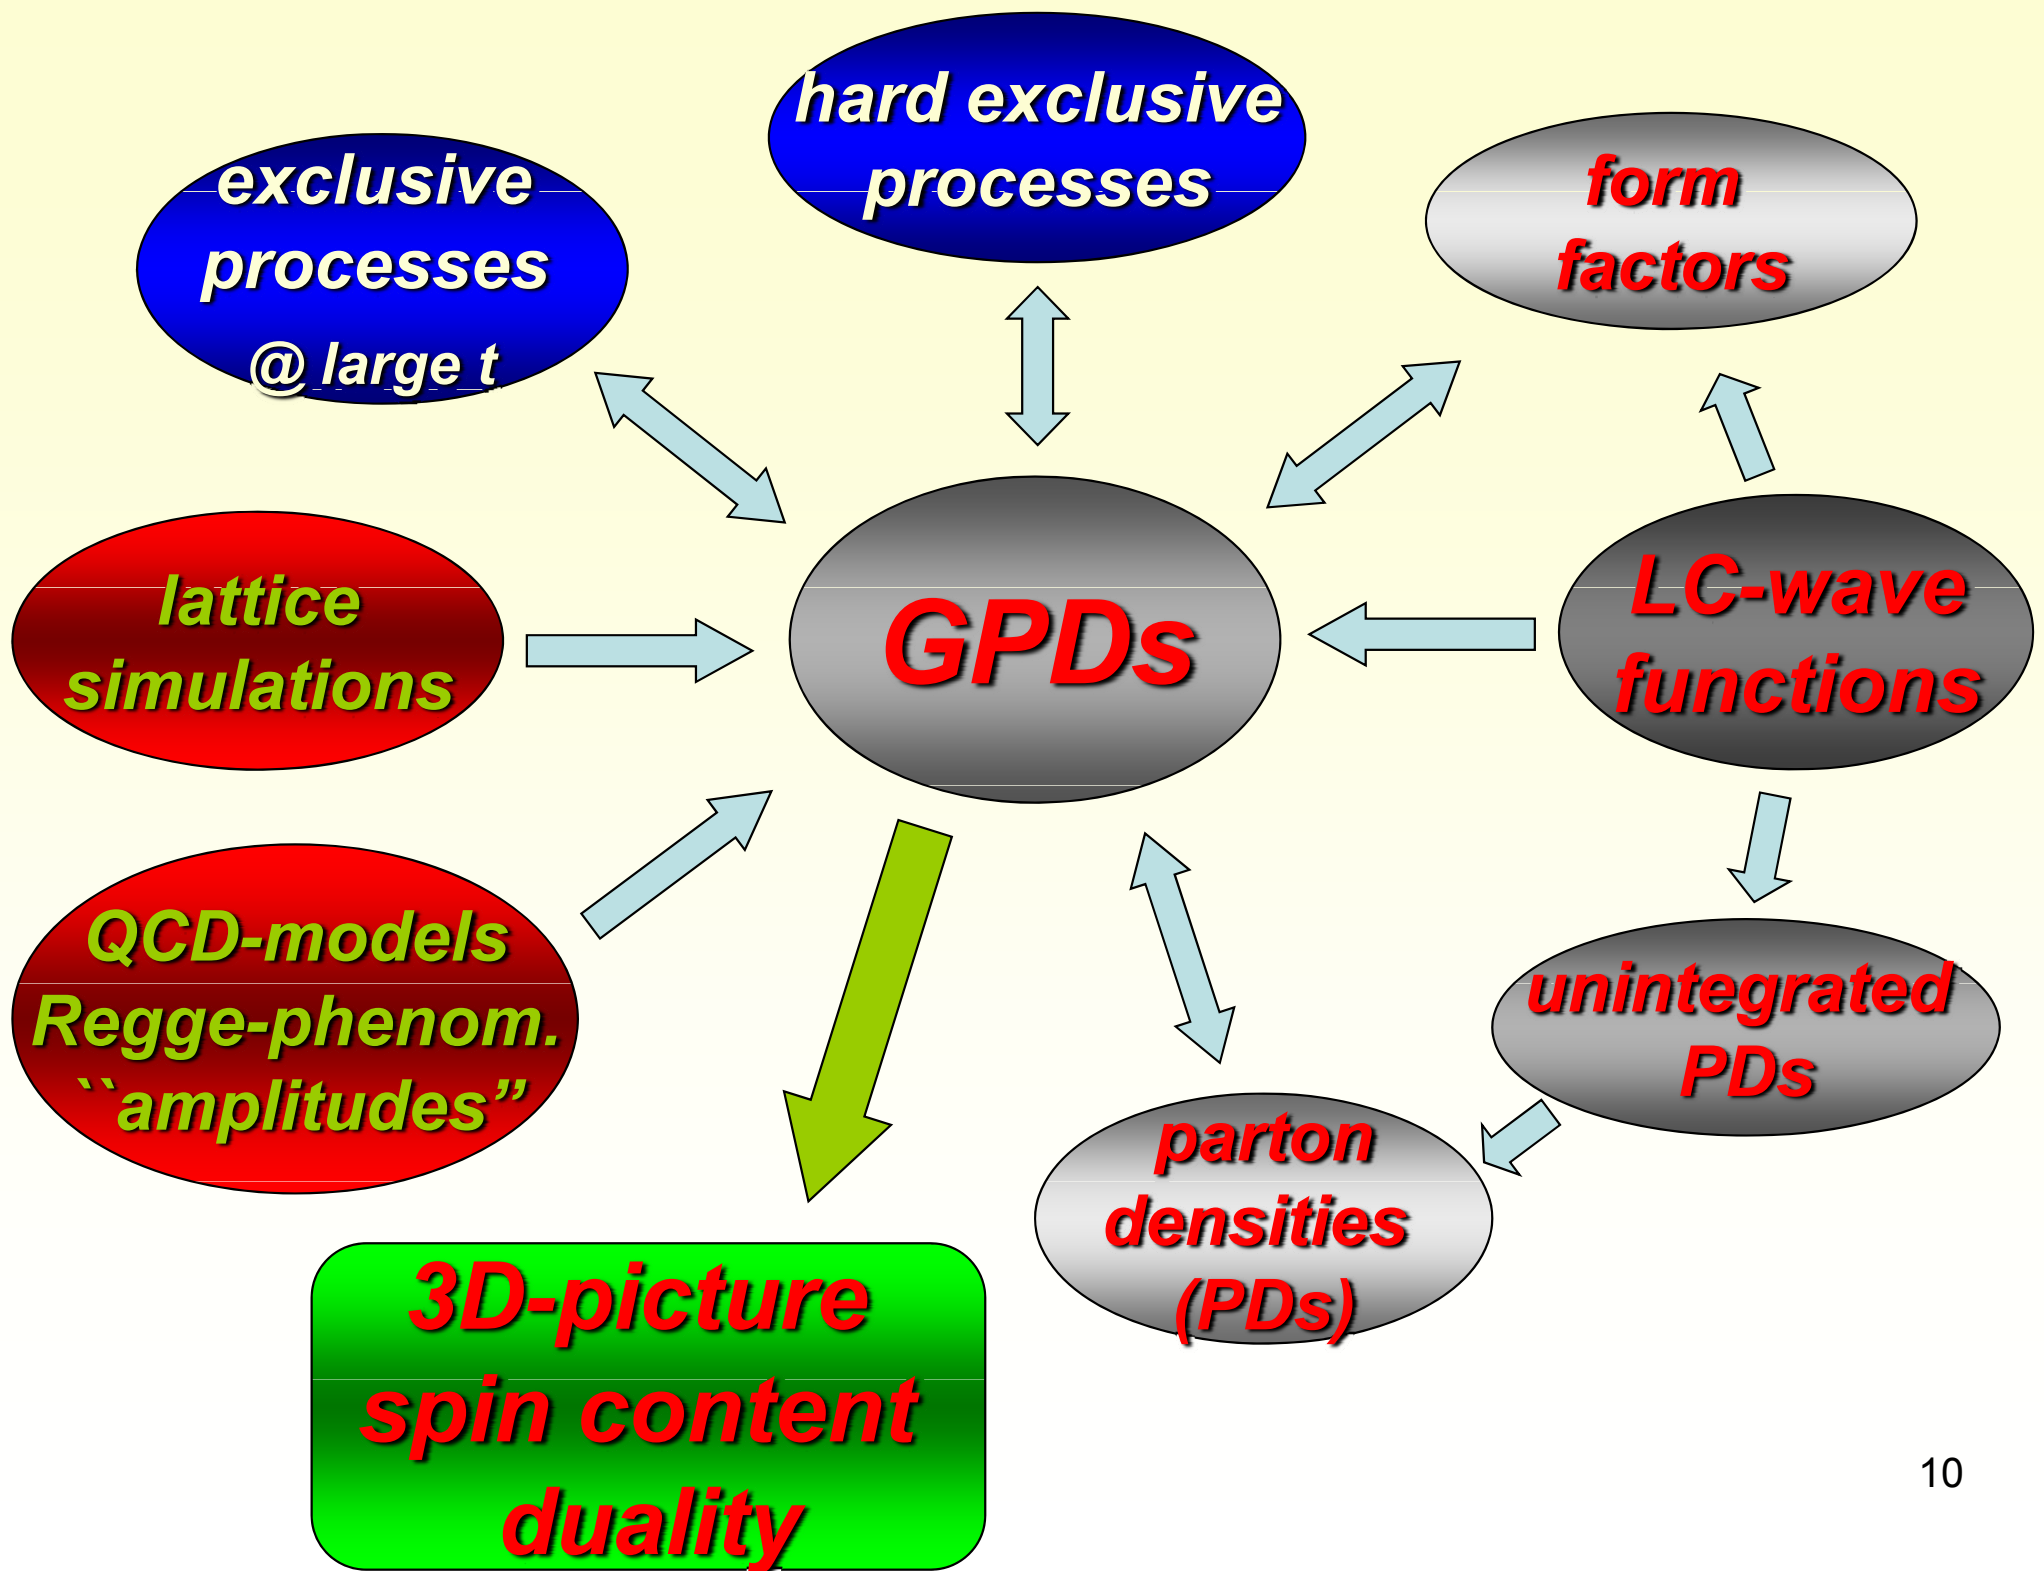 hard exclusive
processes
exclusive
processes
@ large t
form
factors
lattice
simulations
GPDs
LC-wave
functions
QCD-models
Regge-phenom.
``amplitudes”
unintegrated
PDs
parton
densities
(PDs)
3D-picture
spin content
duality
10